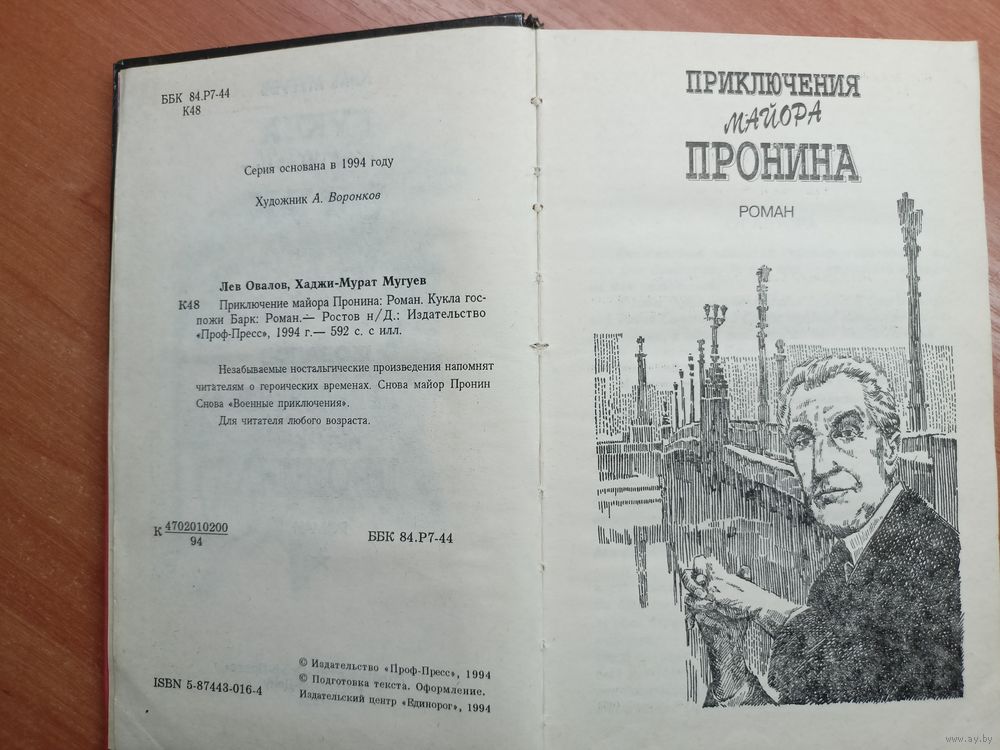 ББК 84.Р7-44
К48
Серия основана в 1994 году
Художник А. Воронков
Лев Овалов, Хаджи-Мурат Мугуев
К48 Приключение майора Пронина: Роман. Кукла гос-
пожи Барк: Роман.— Ростов н/Д.: Издательство
«Проф-Пресс», 1994 г.— 592 с. с илл.
Незабываемые ностальгические произведения напомнят
читателям о героических временах. Снова майор Пронин
Снова «Военные приключения».
Для читателя любого возраста.
К 4702010200
94
ББК 84.Р7-44
ISBN 5-87443-016-4
© Издательство «Проф-Пресс», 1994
© Подготовка текста. Оформление.
Издательский центр «Единорог», 1994
ПРИКЛЮЧЕНИЯ
МАЙОРА
ПРОНИНА
РОМАН
www.ay.by